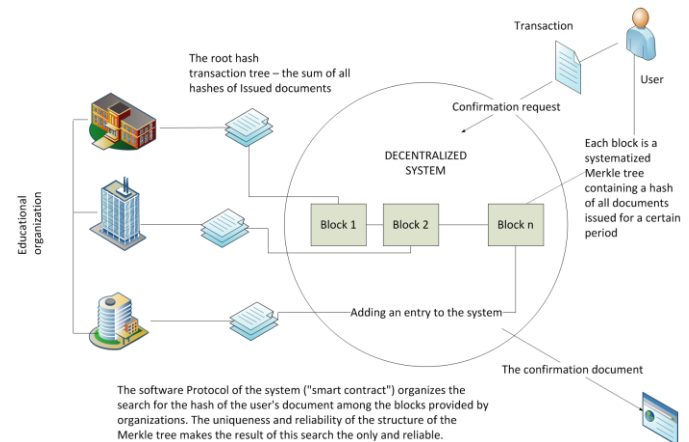 Transaction
User
The root hash
transaction tree – the sum of all
hashes of Issued documents
Confirmation request
DECENTRALIZED
SYSTEM
Each block is a
systematized
Merkle tree
containing a hash
of all documents
issued for a certain
period
Educational
organization
Block 1
Block 2
Block n
Adding an entry to the system
The confirmation document
The software Protocol of the system ("smart contract") organizes the
search for the hash of the user's document among the blocks provided by
organizations. The uniqueness and reliability of the structure of the
Merkle tree makes the result of this search the only and reliable.